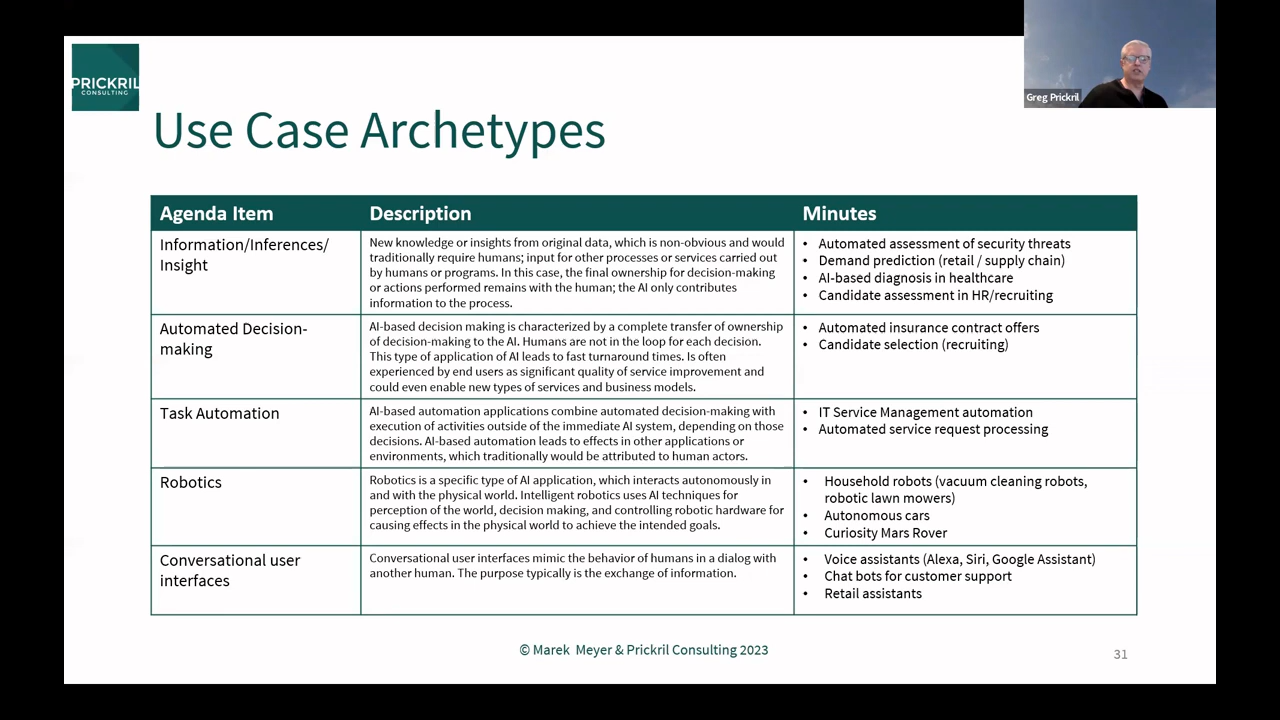 PRICKRIL
CONSULTING
Greg Prickril
Use Case Archetypes
Agenda Item
Description
Minutes
Information/Inferences/
Insight
New knowledge or insights from original data, which is non-obvious and would
traditionally require humans; input for other processes or services carried out
by humans or programs. In this case, the final ownership for decision-making
or actions performed remains with the human; the AI only contributes
information to the process.
• Automated assessment of security threats
• Demand prediction (retail / supply chain)
• AI-based diagnosis in healthcare
• Candidate assessment in HR/recruiting
Automated Decision-
making
AI-based decision making is characterized by a complete transfer of ownership
of decision-making to the AI. Humans are not in the loop for each decision.
This type of application of AI leads to fast turnaround times. Is often
experienced by end users as significant quality of service improvement and
could even enable new types of services and business models.
• Automated insurance contract offers
• Candidate selection (recruiting)
Task Automation
AI-based automation applications combine automated decision-making with
execution of activities outside of the immediate AI system, depending on those
decisions. AI-based automation leads to effects in other applications or
environments, which traditionally would be attributed to human actors.
• IT Service Management automation
• Automated service request processing
Robotics
Robotics is a specific type of AI application, which interacts autonomously in
and with the physical world. Intelligent robotics uses AI techniques for
perception of the world, decision making, and controlling robotic hardware for
causing effects in the physical world to achieve the intended goals.
• Household robots (vacuum cleaning robots,
robotic lawn mowers)
• Autonomous cars
• Curiosity Mars Rover
Conversational user
interfaces
Conversational user interfaces mimic the behavior of humans in a dialog with
another human. The purpose typically is the exchange of information.
• Voice assistants (Alexa, Siri, Google Assistant)
• Chat bots for customer support
• Retail assistants
© Marek Meyer & Prickril Consulting 2023
31